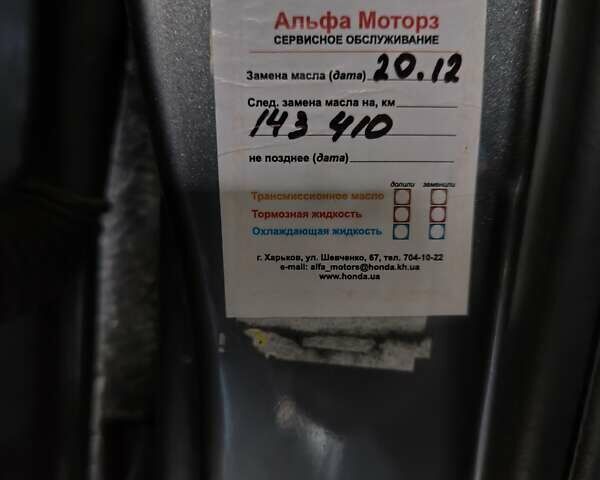 Альфа Моторз
СЕРВИСНОЕ ОБСЛУЖИВАНИЕ
Замена масла (дата) 20.12
След. замена масла на, км
143 410
не позднее (дата)
долили заменили
Трансмиссионное масло
Тормозная жидкость
Охлаждающая жидкость
г. Харьков, ул. Шевченко, 67, тел. 704-10-22
e-mail: alfa_motors@honda.kh.ua
www.honda.ua